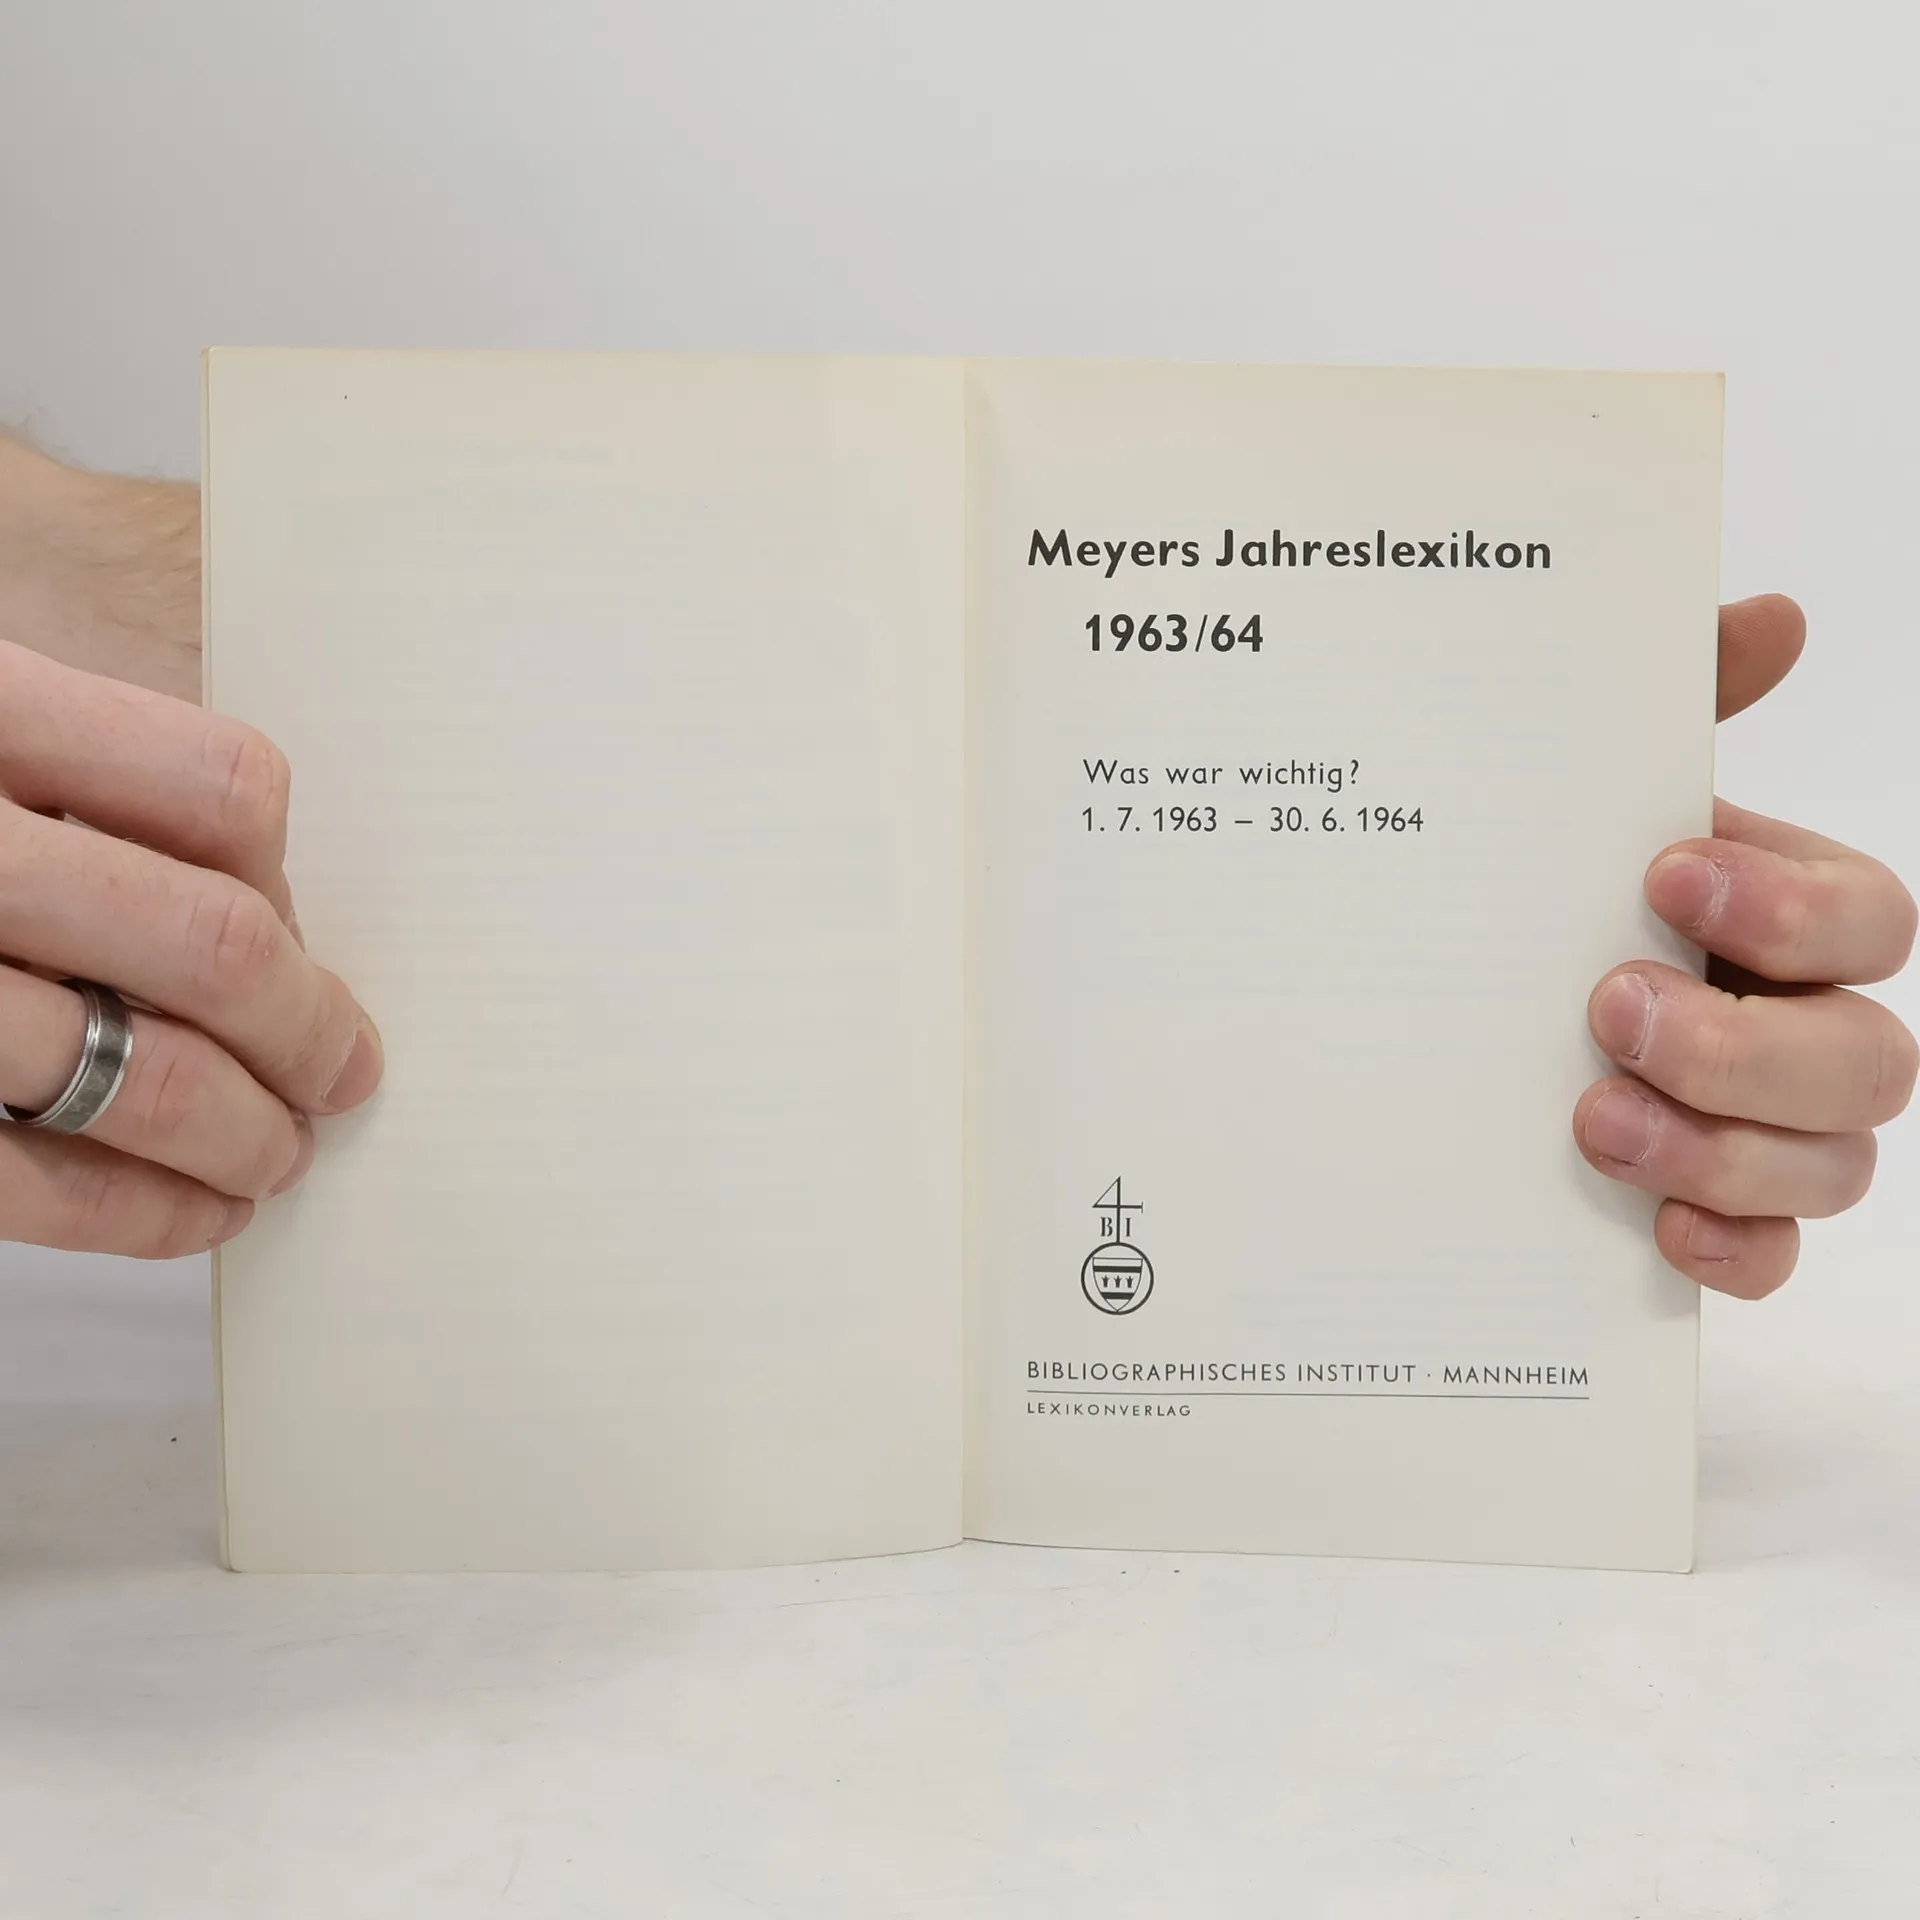 Meyers Jahreslexikon
1963/64
Was war wichtig?
1. 7. 1963 – 30. 6. 1964
B I
BIBLIOGRAPHISCHES INSTITUT · MANNHEIM
LEXIKONVERLAG